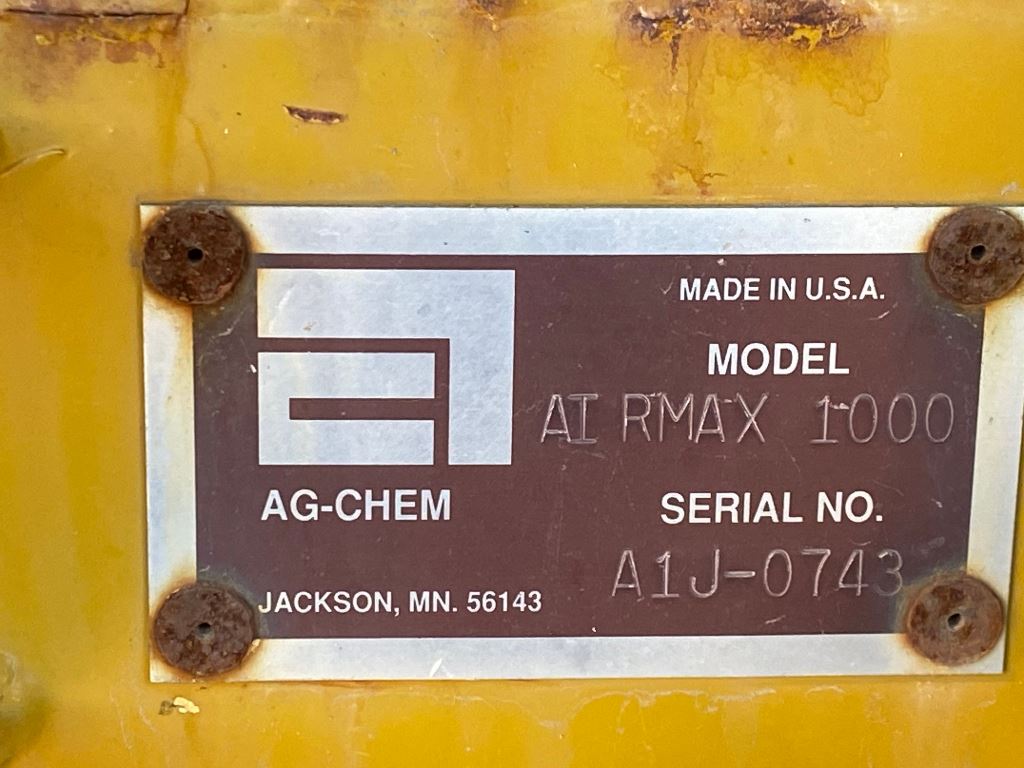 MADE IN U.S.A.
MODEL
AIRMAX 1000
AG-CHEM
SERIAL NO.
A1J-0743
JACKSON, MN. 56143